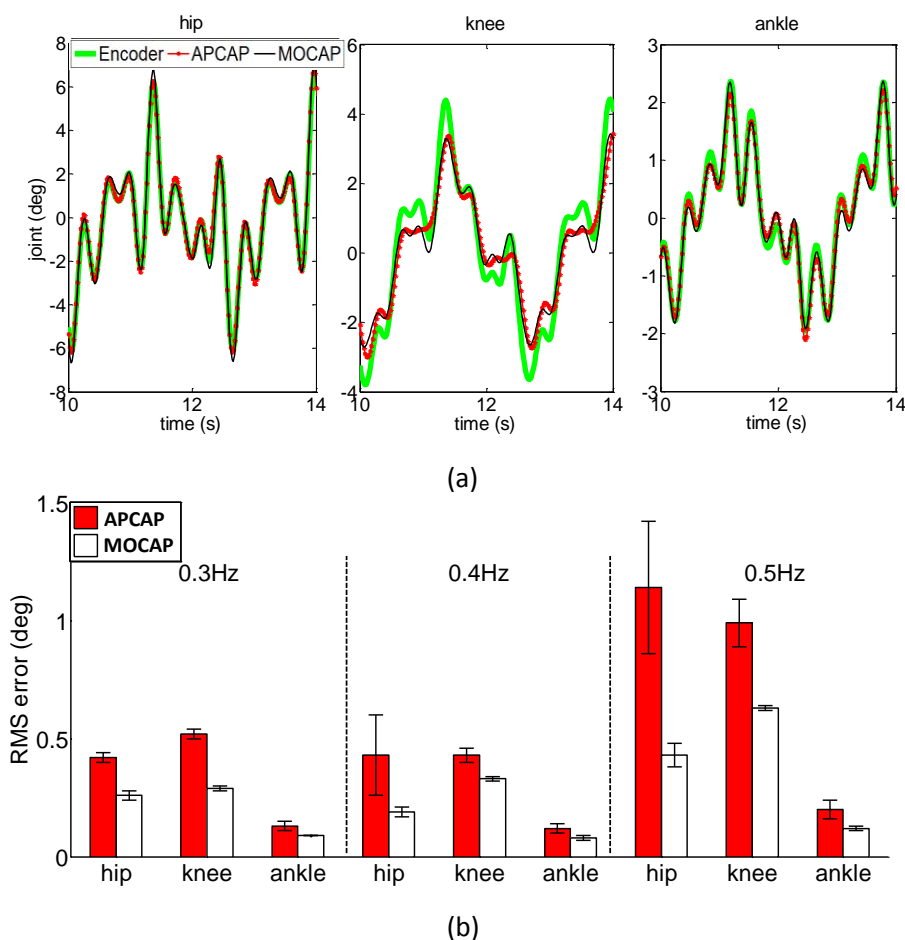 hip
knee
ankle
Encoder APCAP MOCAP
joint (deg)
8
6
4
2
0
-2
-4
-6
-8
10 12 14
time (s)
6
4
2
0
-2
-4
10 12 14
time (s)
3
2
1
0
-1
-2
-3
10 12 14
time (s)
(a)
APCAP
MOCAP
0.3Hz 0.4Hz 0.5Hz
RMS error (deg)
1.5
1
0.5
0
hip knee ankle hip knee ankle hip knee ankle
(b)